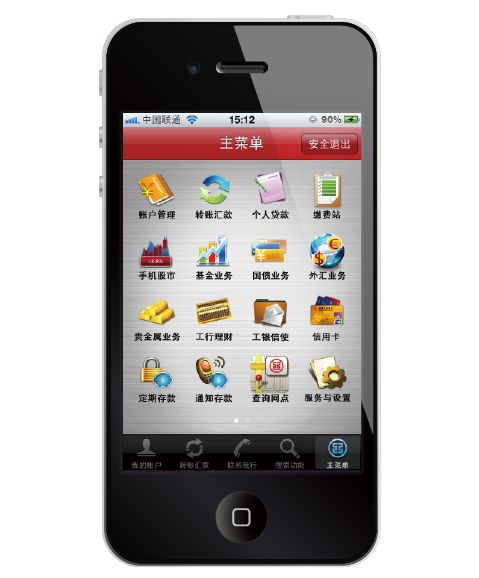 中国联通 15:12 90%
主菜单 安全退出
账户管理 转账汇款 个人贷款 缴费站
手机股市 基金业务 国债业务 外汇业务
贵金属业务 工行理财 工银信使 信用卡
定期存款 通知存款 查询网点 服务与设置
我的账户 转账汇款 联系我行 搜索功能 主菜单